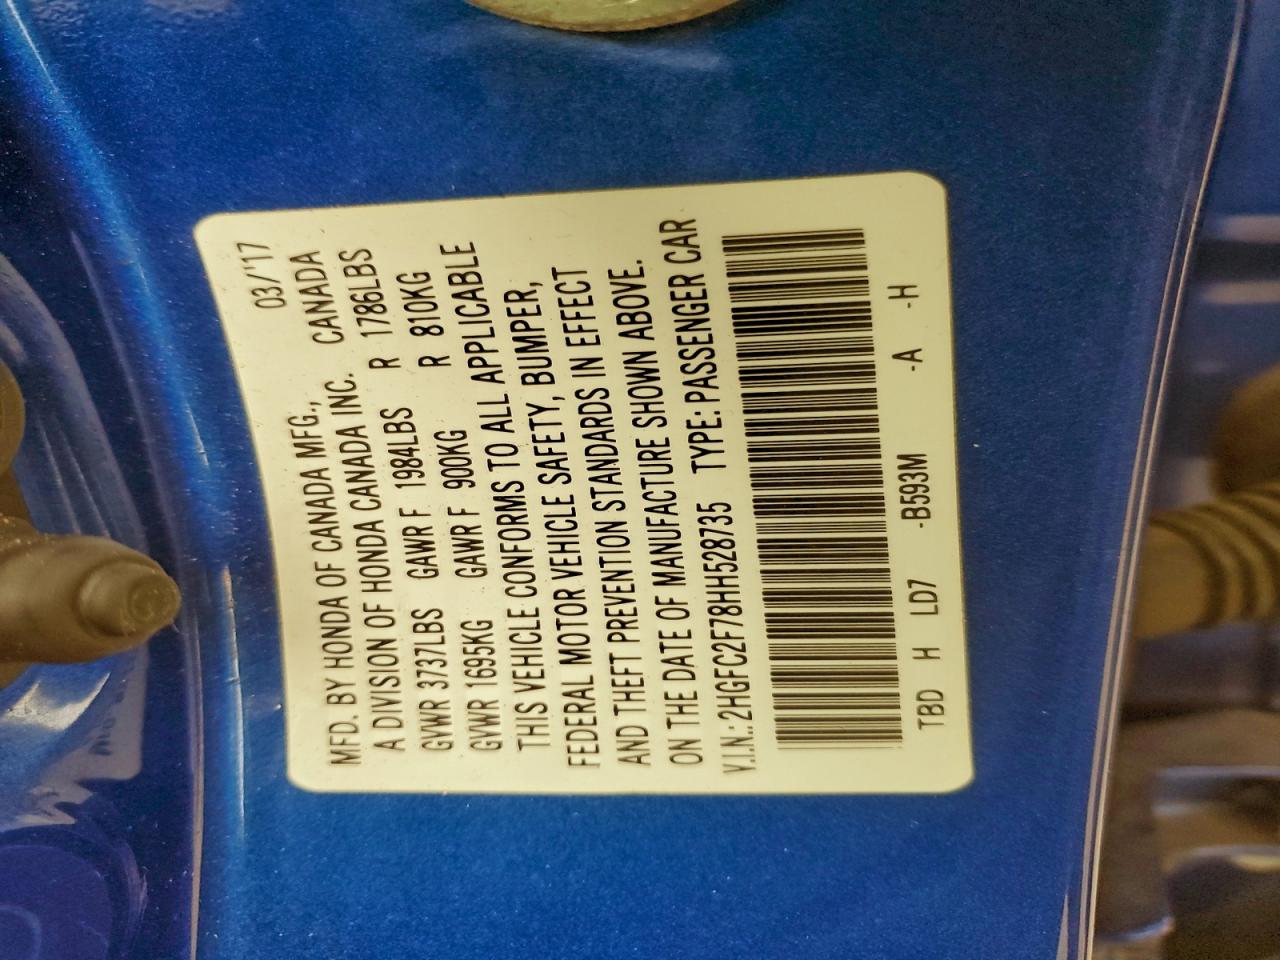 03/'17
MFD. BY HONDA OF CANADA MFG., CANADA
A DIVISION OF HONDA CANADA INC.
GVWR 3737LBS GAWR F 1984LBS R 1786LBS
GVWR 1695KG GAWR F 900KG R 810KG
THIS VEHICLE CONFORMS TO ALL APPLICABLE
FEDERAL MOTOR VEHICLE SAFETY, BUMPER,
AND THEFT PREVENTION STANDARDS IN EFFECT
ON THE DATE OF MANUFACTURE SHOWN ABOVE.
V.I.N.: 2HGFC2F78HH528735 TYPE: PASSENGER CAR
TBD H LD7 -B593M -A -H